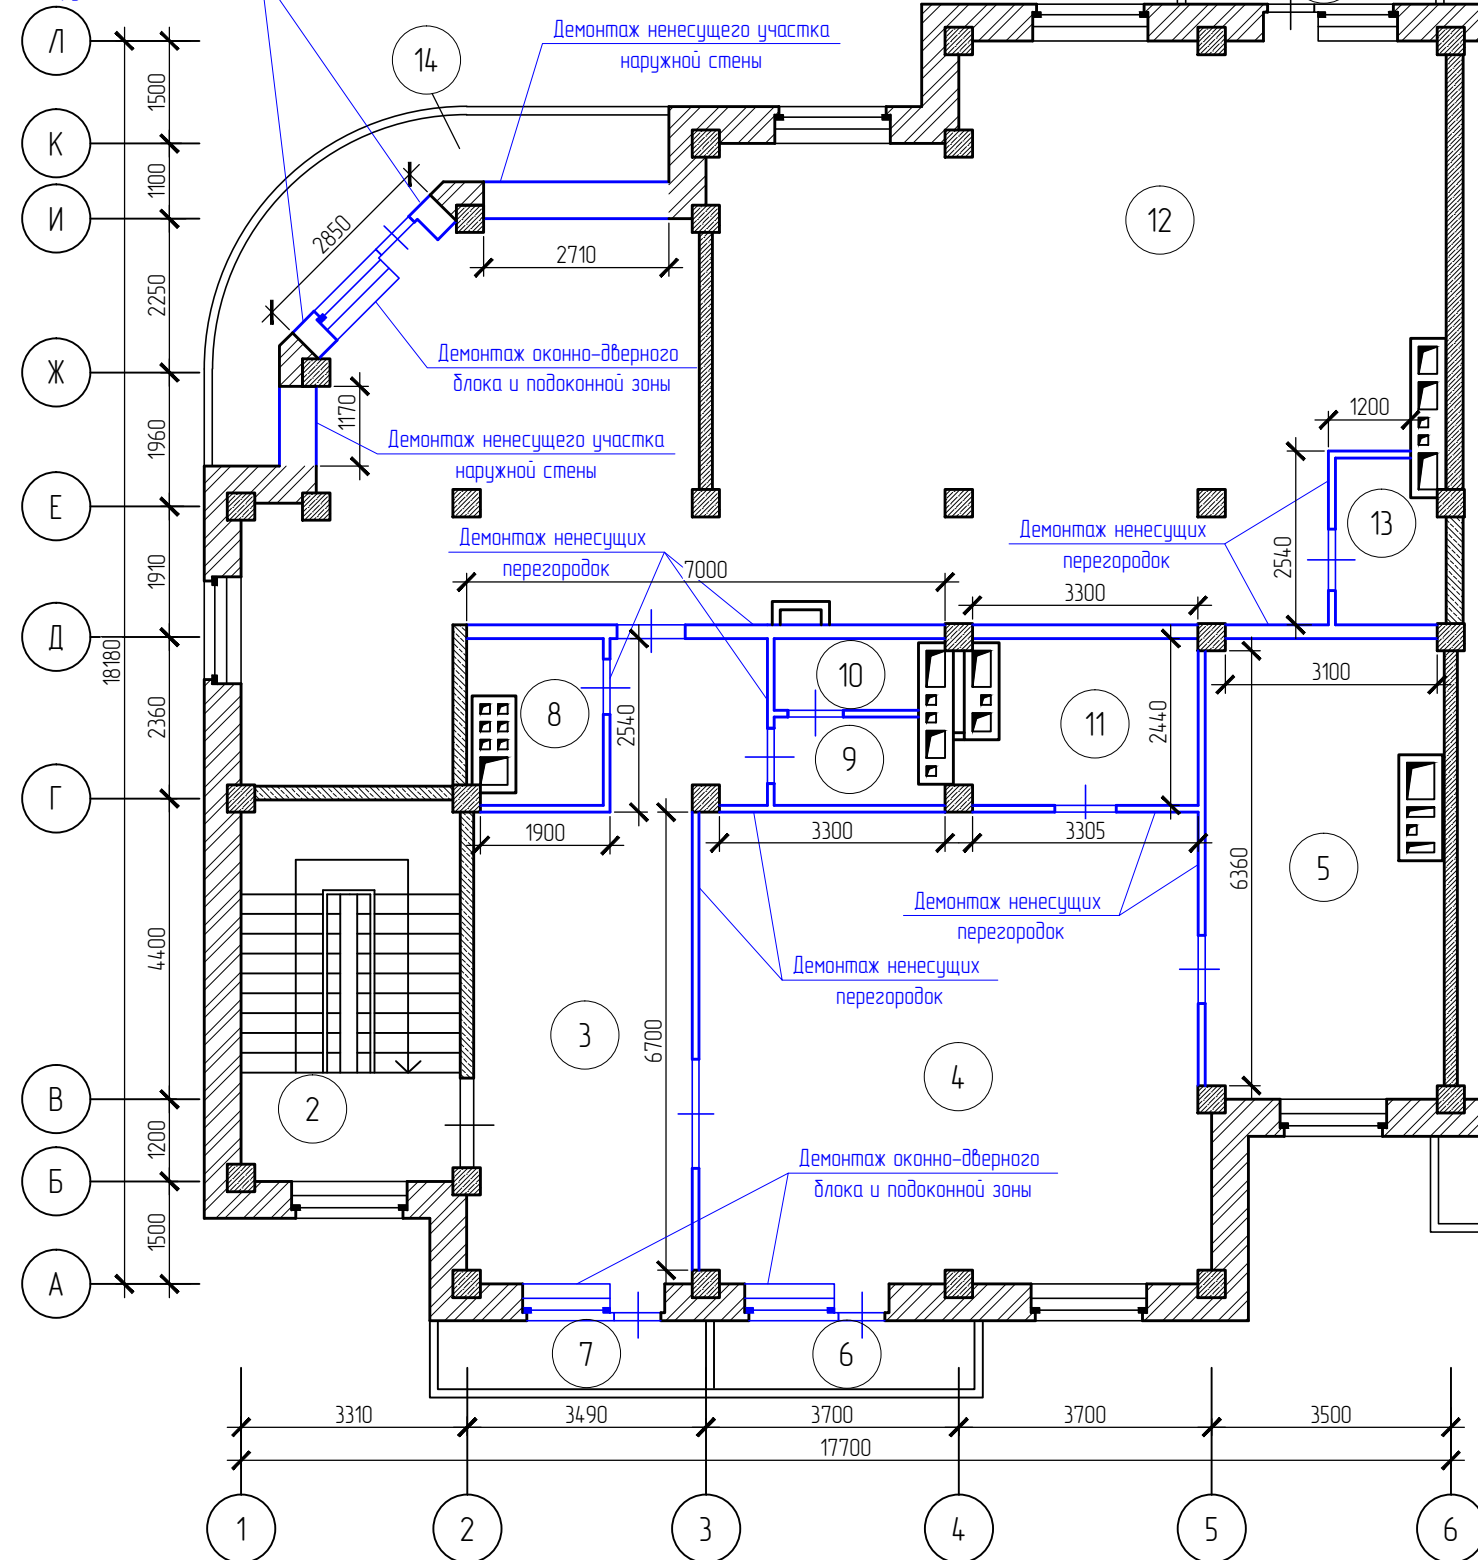 Л
1500
К
1100
И
2250
Ж
1960
Е
1910
Д
2360
Г
4400
В
1200
Б
1500
А
18180
14
Демонтаж ненесущего участка
наружной стены
2850
2710
12
Демонтаж оконно-дверного
блока и подоконной зоны
1170
Демонтаж ненесущего участка
наружной стены
1200
13
2540
Демонтаж ненесущих
перегородок
Демонтаж ненесущих
перегородок
7000
3300
3100
8
2540
10
9
11
2440
1900
3300
3305
6360
5
Демонтаж ненесущих
перегородок
Демонтаж ненесущих
перегородок
3
6700
4
2
Демонтаж оконно-дверного
блока и подоконной зоны
7
6
3310
3490
3700
3700
3500
17700
1
2
3
4
5
6